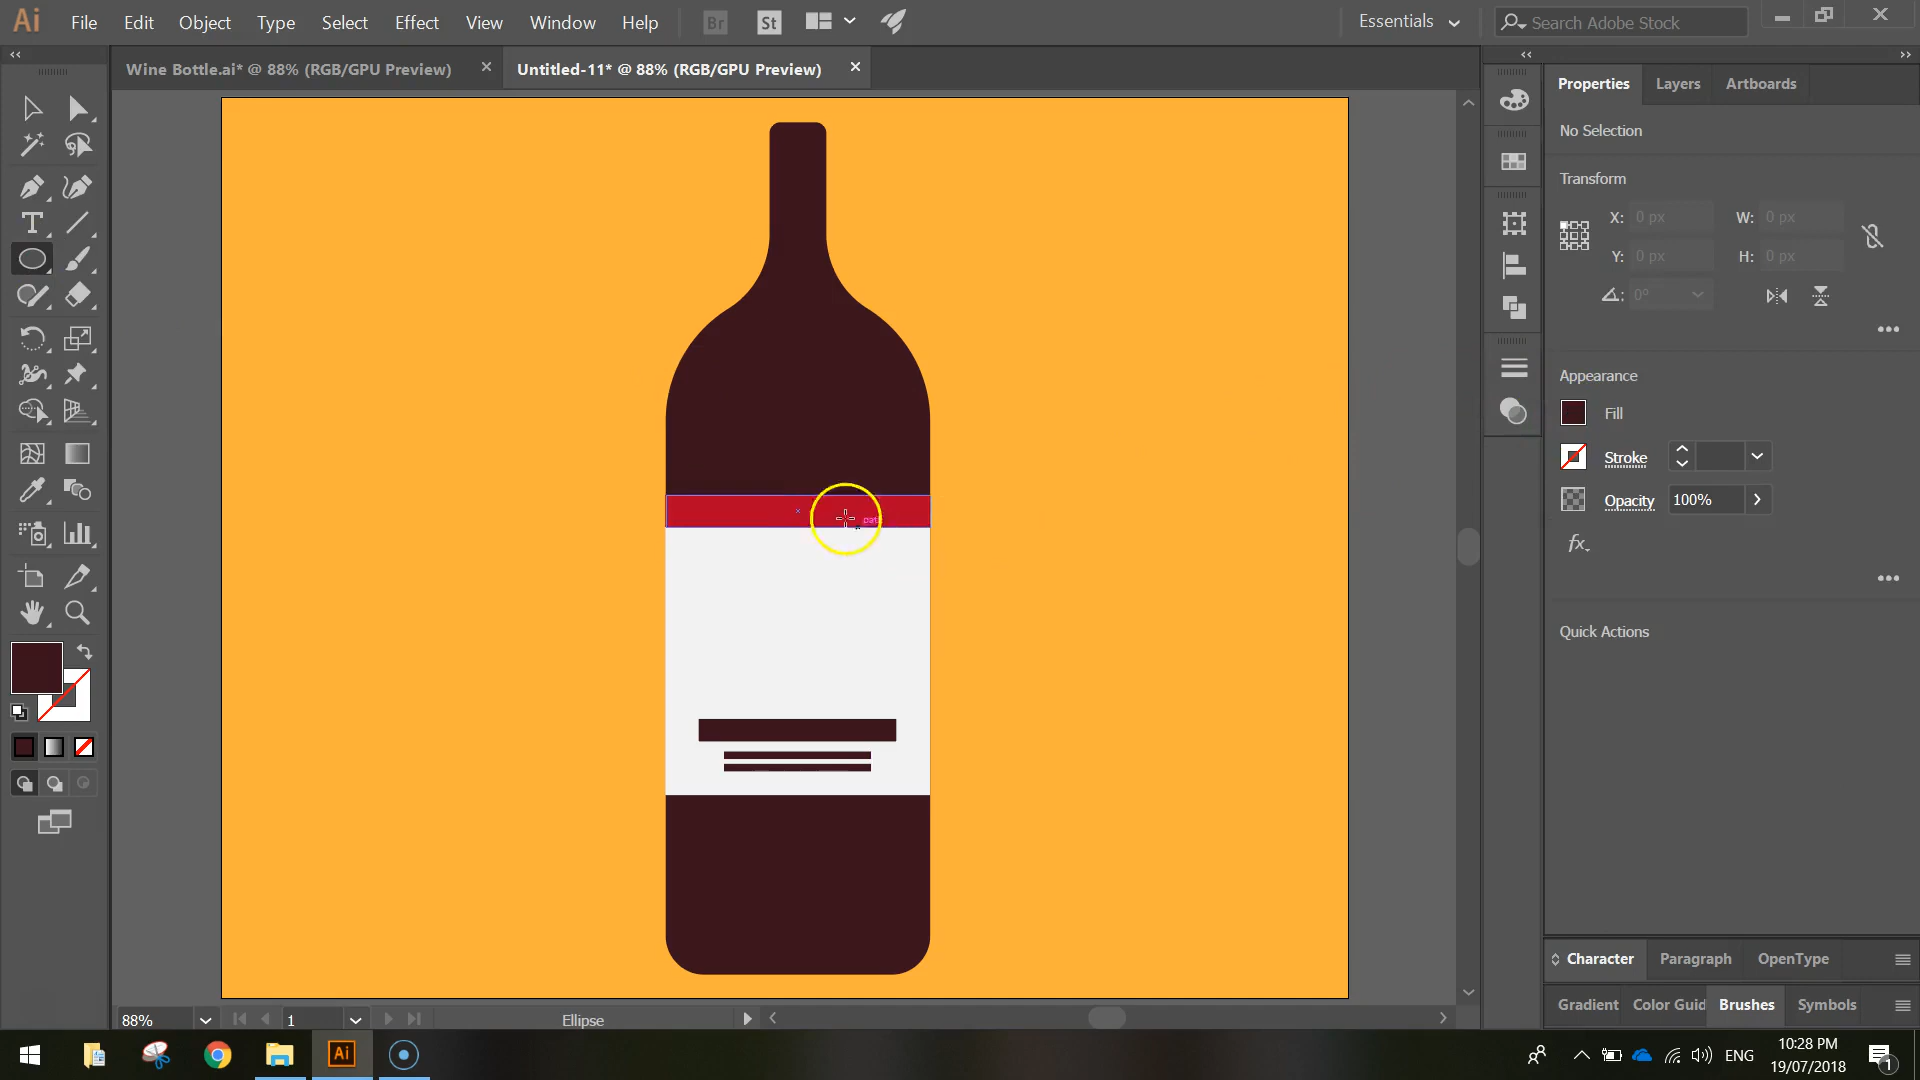 Ai File Edit Object Type Select Effect View Window Help Br St Essentials Search Adobe Stock
Wine Bottle.ai* @ 88% (RGB/GPU Preview) Untitled-11* @ 88% (RGB/GPU Preview)
Properties Layers Artboards
No Selection
Transform
X: 0 px W: 0 px
Y: 0 px H: 0 px
0°
Appearance
Fill
Stroke
Opacity 100%
fx
Quick Actions
path
T
Character Paragraph OpenType
Gradient Color Guid Brushes Symbols
88% 1 Ellipse
Ai ENG 10:28 PM
19/07/2018 1